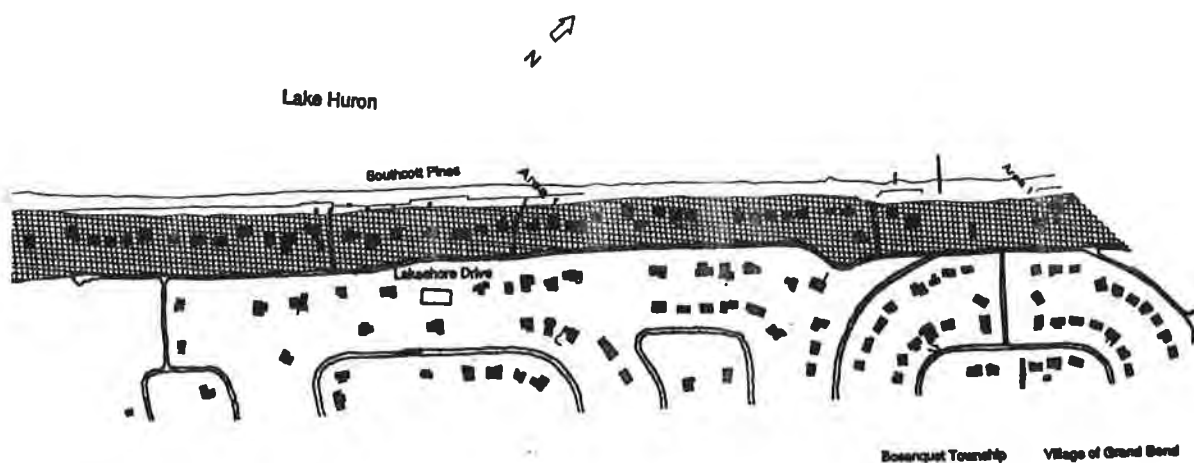 N
Lake Huron
Southcott Pines
Lakeshore Drive
Bosanquet Township Village of Grand Bend